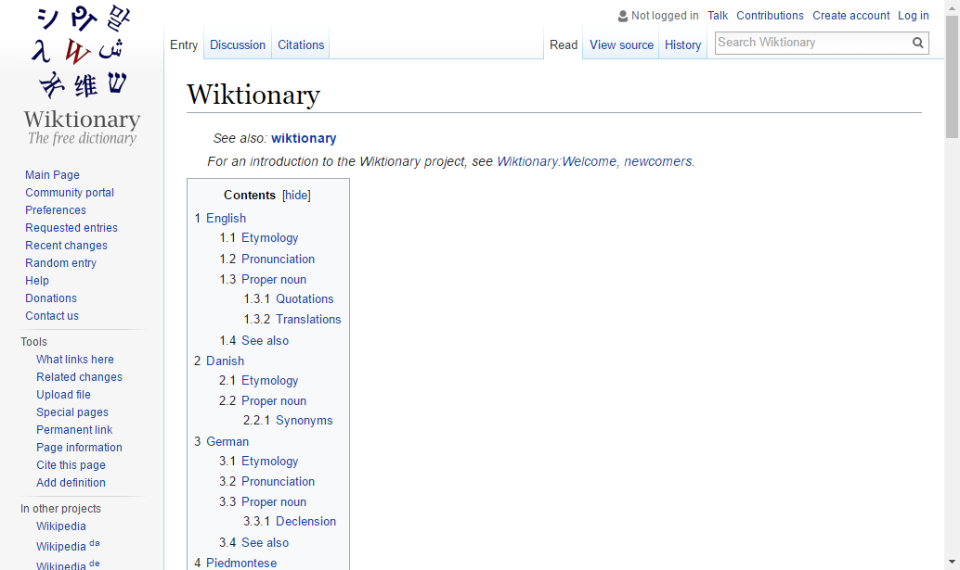 シ ريا 말
λ W ش
维 ש
Wiktionary
The free dictionary
Main Page
Community portal
Preferences
Requested entries
Recent changes
Random entry
Help
Donations
Contact us
Tools
What links here
Related changes
Upload file
Special pages
Permanent link
Page information
Cite this page
Add definition
In other projects
Wikipedia
Wikipedia da
Wikipedia de
Not logged in Talk Contributions Create account Log in
Entry Discussion Citations Read View source History Search Wiktionary
Wiktionary
See also: wiktionary
For an introduction to the Wiktionary project, see Wiktionary:Welcome, newcomers.
Contents [hide]
1 English
1.1 Etymology
1.2 Pronunciation
1.3 Proper noun
1.3.1 Quotations
1.3.2 Translations
1.4 See also
2 Danish
2.1 Etymology
2.2 Proper noun
2.2.1 Synonyms
3 German
3.1 Etymology
3.2 Pronunciation
3.3 Proper noun
3.3.1 Declension
3.4 See also
4 Piedmontese